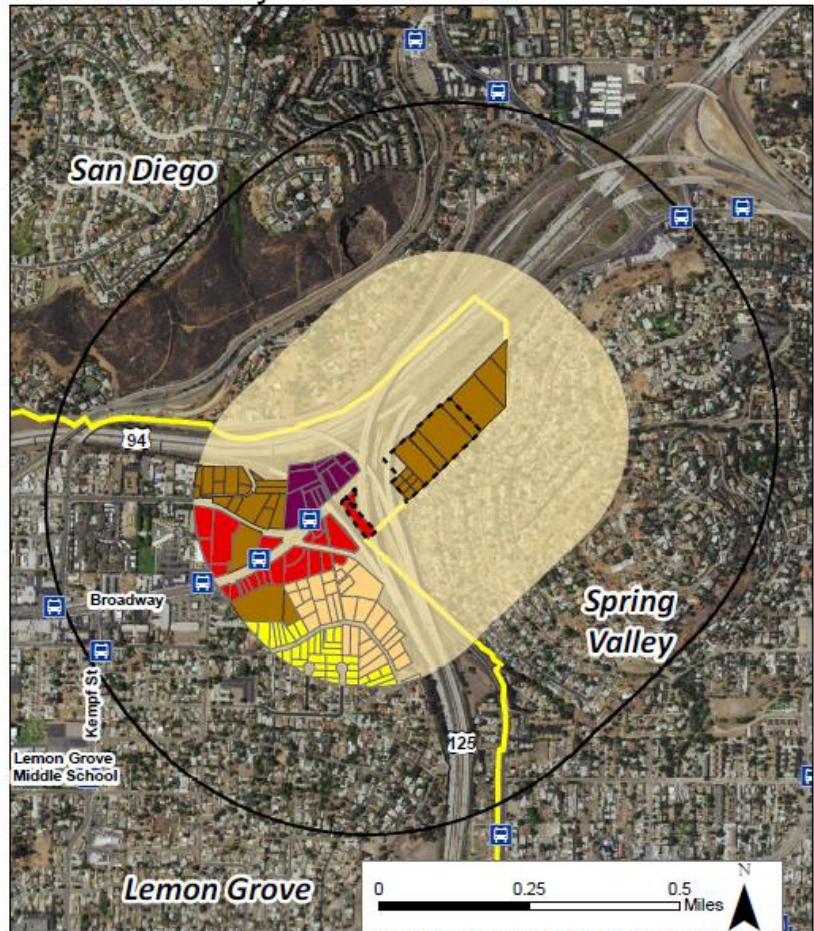 San Diego
94
Broadway
Kempf St
Spring
Valley
Lemon Grove
Middle School
125
Lemon Grove
0 0.25 0.5
Miles
N